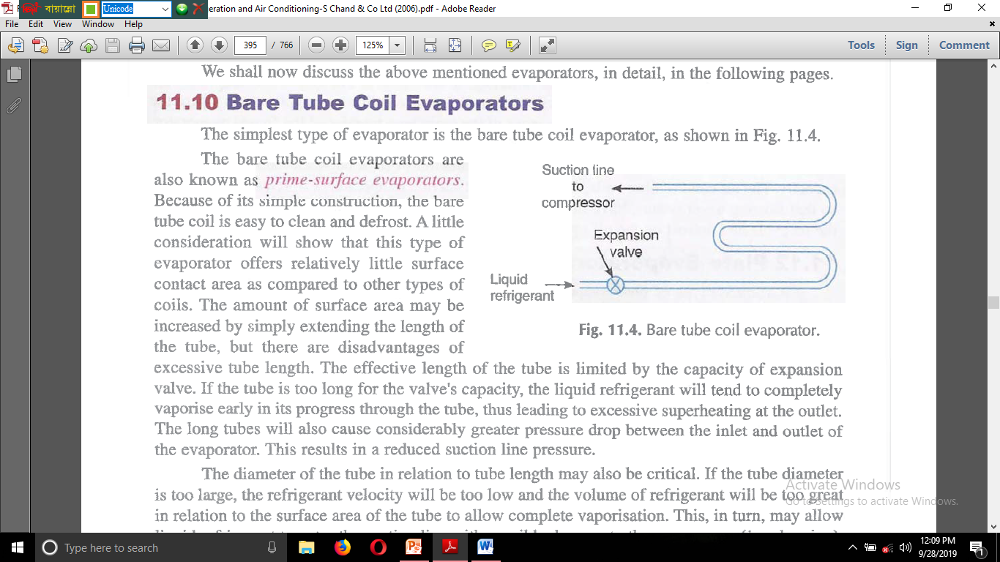 বায়ান্নো Unicode eration and Air Conditioning-S Chand & Co Ltd (2006).pdf - Adobe Reader
File Edit View Window Help
395 / 766 125% Tools Sign Comment
We shall now discuss the above mentioned evaporators, in detail, in the following pages.
11.10 Bare Tube Coil Evaporators
The simplest type of evaporator is the bare tube coil evaporator, as shown in Fig. 11.4.
The bare tube coil evaporators are
also known as prime-surface evaporators.
Because of its simple construction, the bare
tube coil is easy to clean and defrost. A little
consideration will show that this type of
evaporator offers relatively little surface
contact area as compared to other types of
coils. The amount of surface area may be
increased by simply extending the length of
the tube, but there are disadvantages of
Suction line
to
compressor
Expansion
valve
Liquid
refrigerant
Fig. 11.4. Bare tube coil evaporator.
excessive tube length. The effective length of the tube is limited by the capacity of expansion
valve. If the tube is too long for the valve's capacity, the liquid refrigerant will tend to completely
vaporise early in its progress through the tube, thus leading to excessive superheating at the outlet.
The long tubes will also cause considerably greater pressure drop between the inlet and outlet of
the evaporator. This results in a reduced suction line pressure.
The diameter of the tube in relation to tube length may also be critical. If the tube diameter
is too large, the refrigerant velocity will be too low and the volume of refrigerant will be too great
in relation to the surface area of the tube to allow complete vaporisation. This, in turn, may allow
Activate Windows
Go to Settings to activate Windows.
Type here to search
12:09 PM
9/28/2019
1